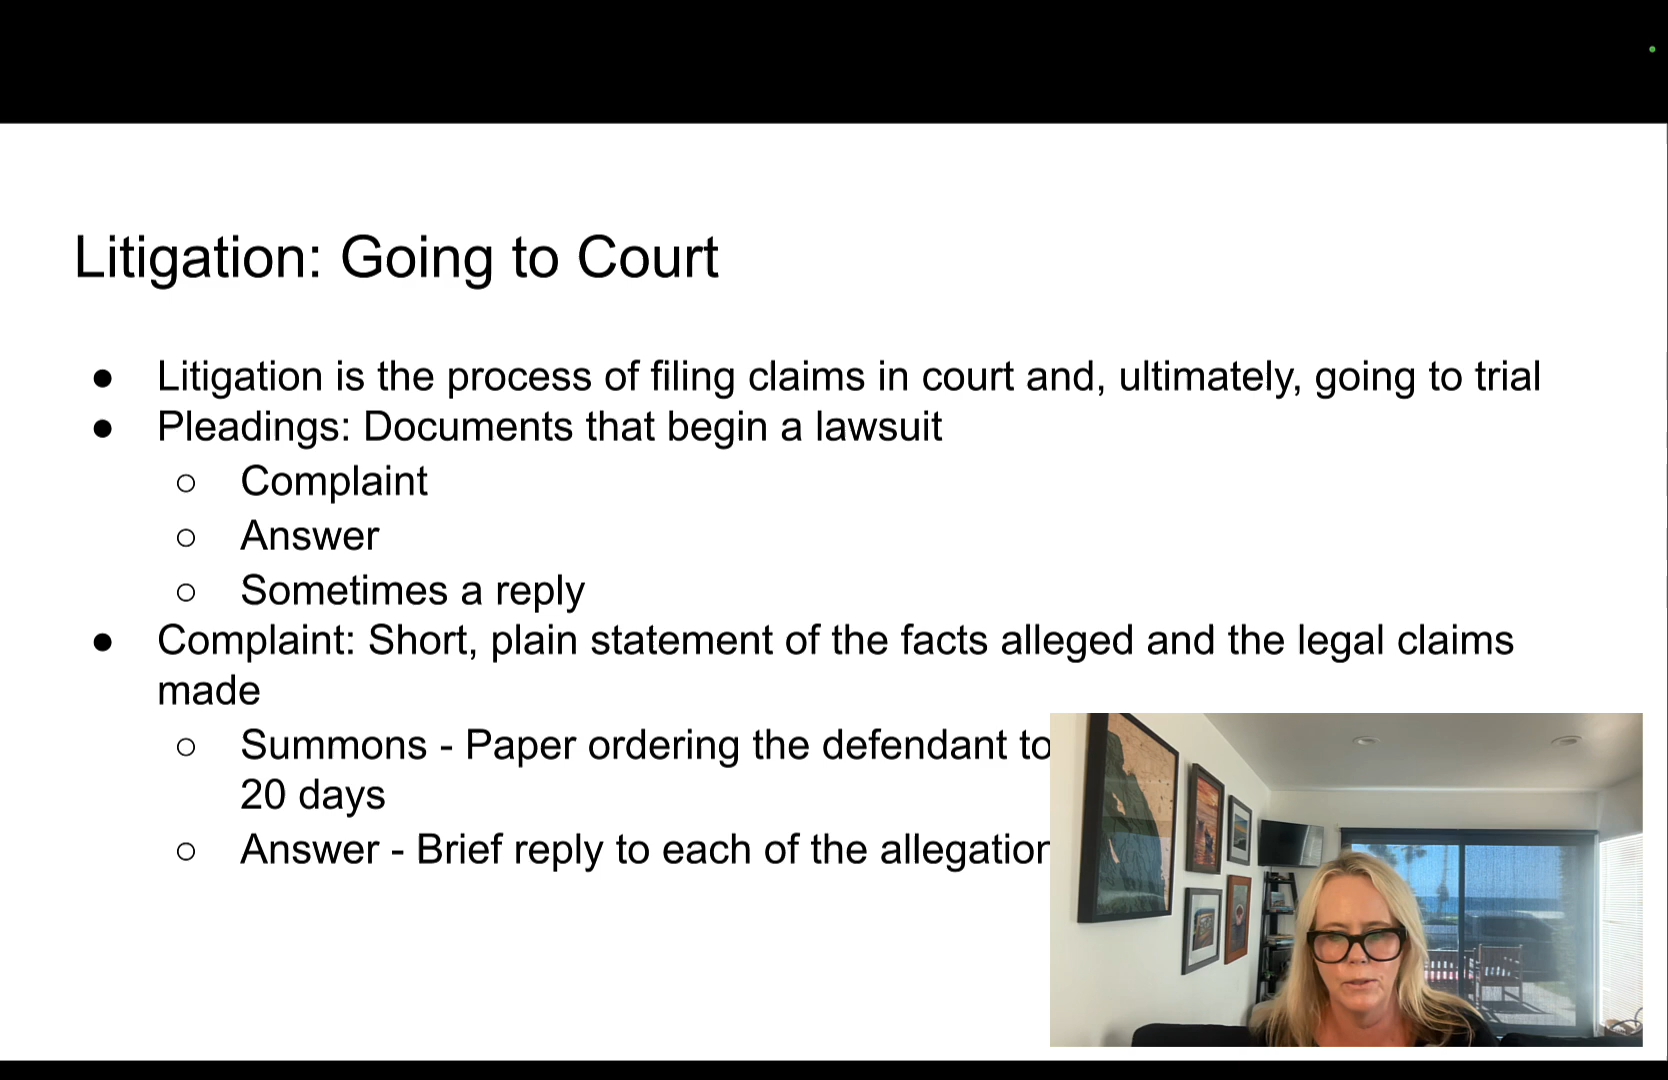 Litigation: Going to Court
● Litigation is the process of filing claims in court and, ultimately, going to trial
● Pleadings: Documents that begin a lawsuit
○ Complaint
○ Answer
○ Sometimes a reply
● Complaint: Short, plain statement of the facts alleged and the legal claims
made
○ Summons - Paper ordering the defendant to
20 days
○ Answer - Brief reply to each of the